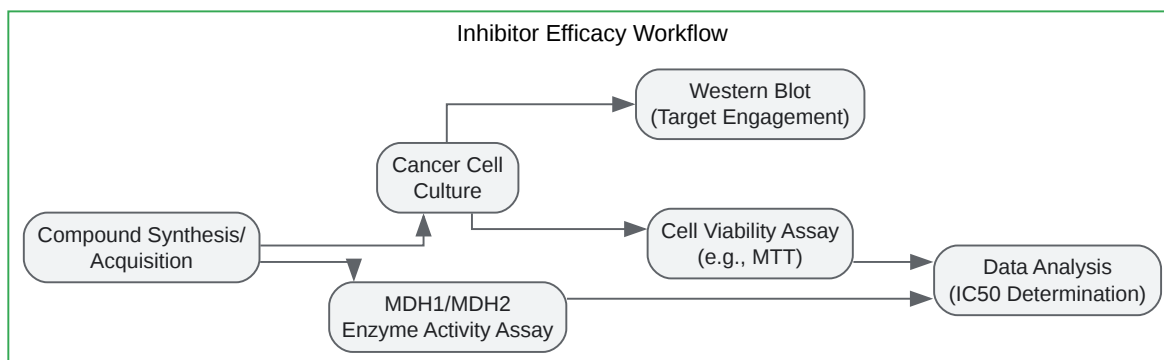 Inhibitor Efficacy Workflow
Western Blot
(Target Engagement)
Cancer Cell
Culture
Compound Synthesis/
Acquisition
Cell Viability Assay
(e.g., MTT)
MDH1/MDH2
Enzyme Activity Assay
Data Analysis
(IC50 Determination)